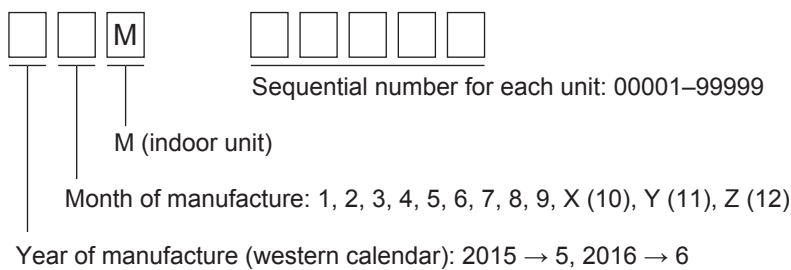 M
Sequential number for each unit: 00001–99999
M (indoor unit)
Month of manufacture: 1, 2, 3, 4, 5, 6, 7, 8, 9, X (10), Y (11), Z (12)
Year of manufacture (western calendar): 2015 → 5, 2016 → 6